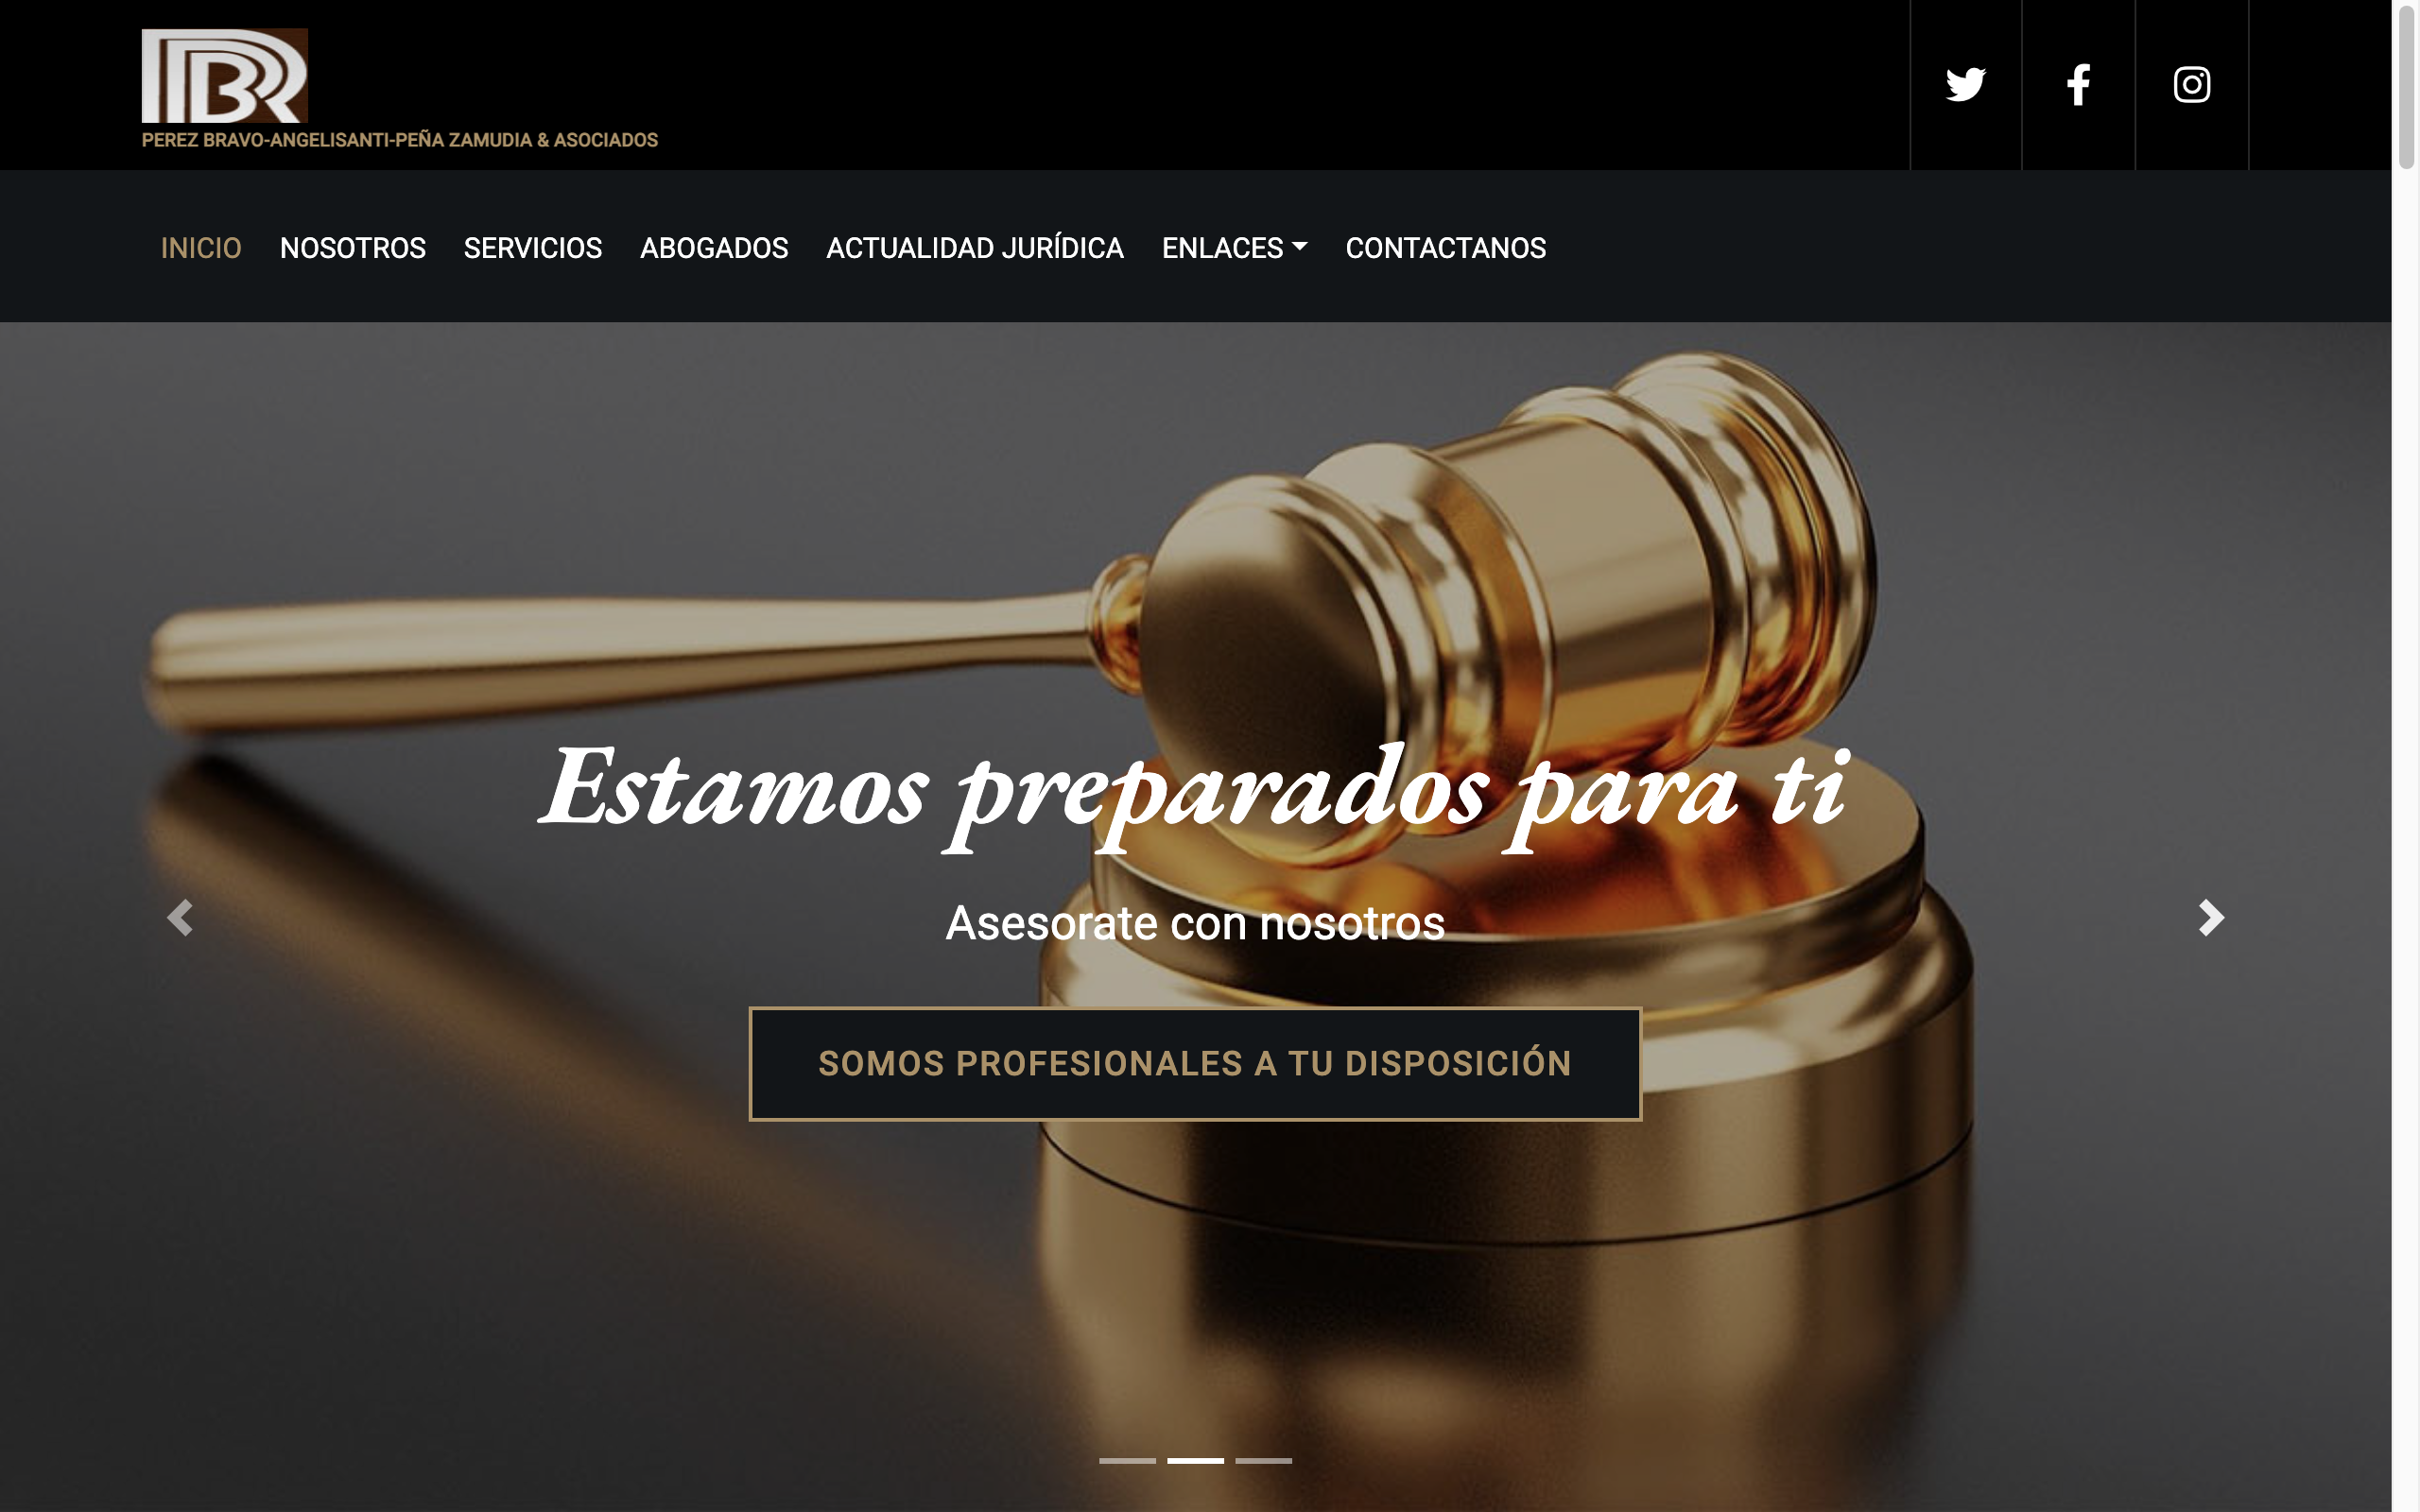 PBR
PEREZ BRAVO-ANGELISANTI-PEÑA ZAMUDIA & ASOCIADOS
INICIO NOSOTROS SERVICIOS ABOGADOS ACTUALIDAD JURÍDICA ENLACES CONTACTANOS
Estamos preparados para ti
Asesorate con nosotros
SOMOS PROFESIONALES A TU DISPOSICIÓN